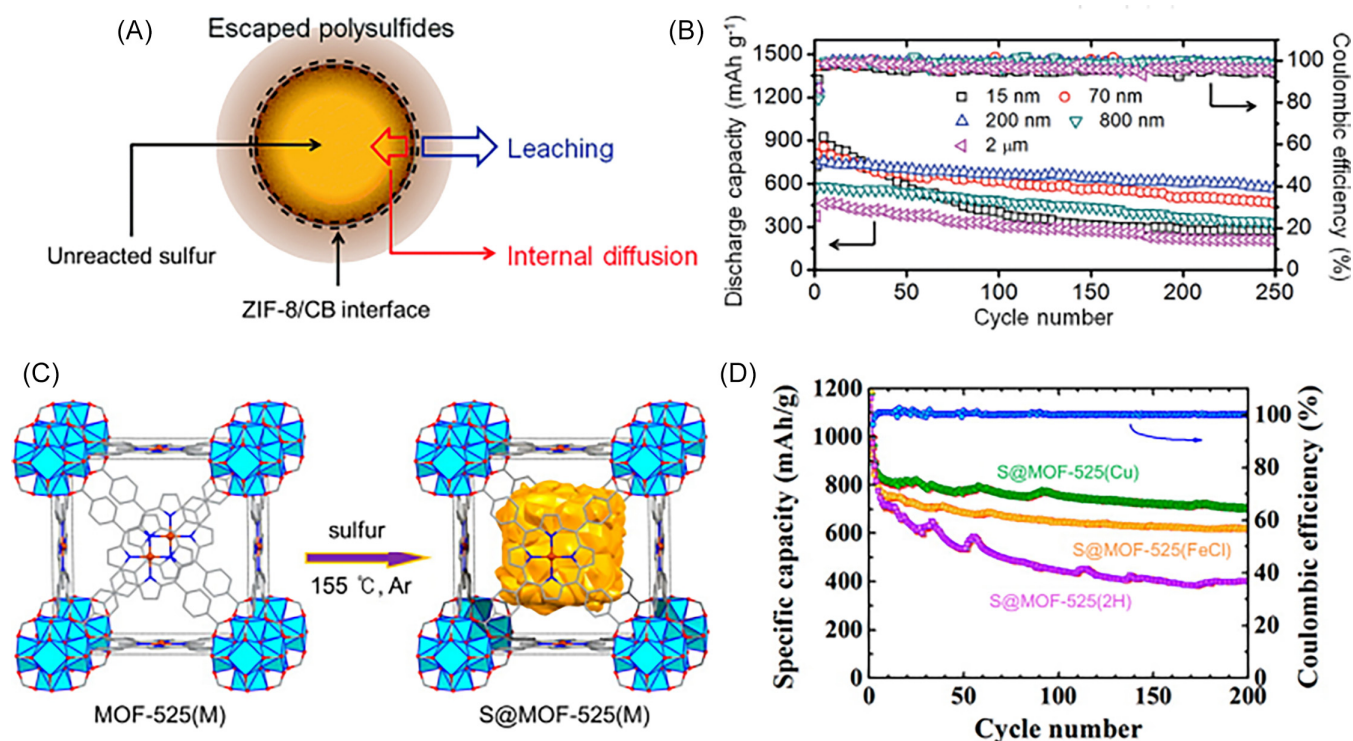 (A)
Escaped polysulfides
Leaching
Unreacted sulfur
Internal diffusion
ZIF-8/CB interface
(B)
Discharge capacity (mAh g⁻¹)
1500
1200
900
600
300
0
15 nm
70 nm
200 nm
800 nm
2 μm
0
50
100
150
200
250
Cycle number
100
80
60
40
20
0
Coulombic efficiency (%)
(C)
sulfur
155 ℃, Ar
MOF-525(M)
S@MOF-525(M)
(D)
Specific capacity (mAh/g)
1200
1000
800
600
400
200
0
S@MOF-525(Cu)
S@MOF-525(FeCl)
S@MOF-525(2H)
0
50
100
150
200
Cycle number
100
80
60
40
20
0
Coulombic efficiency (%)